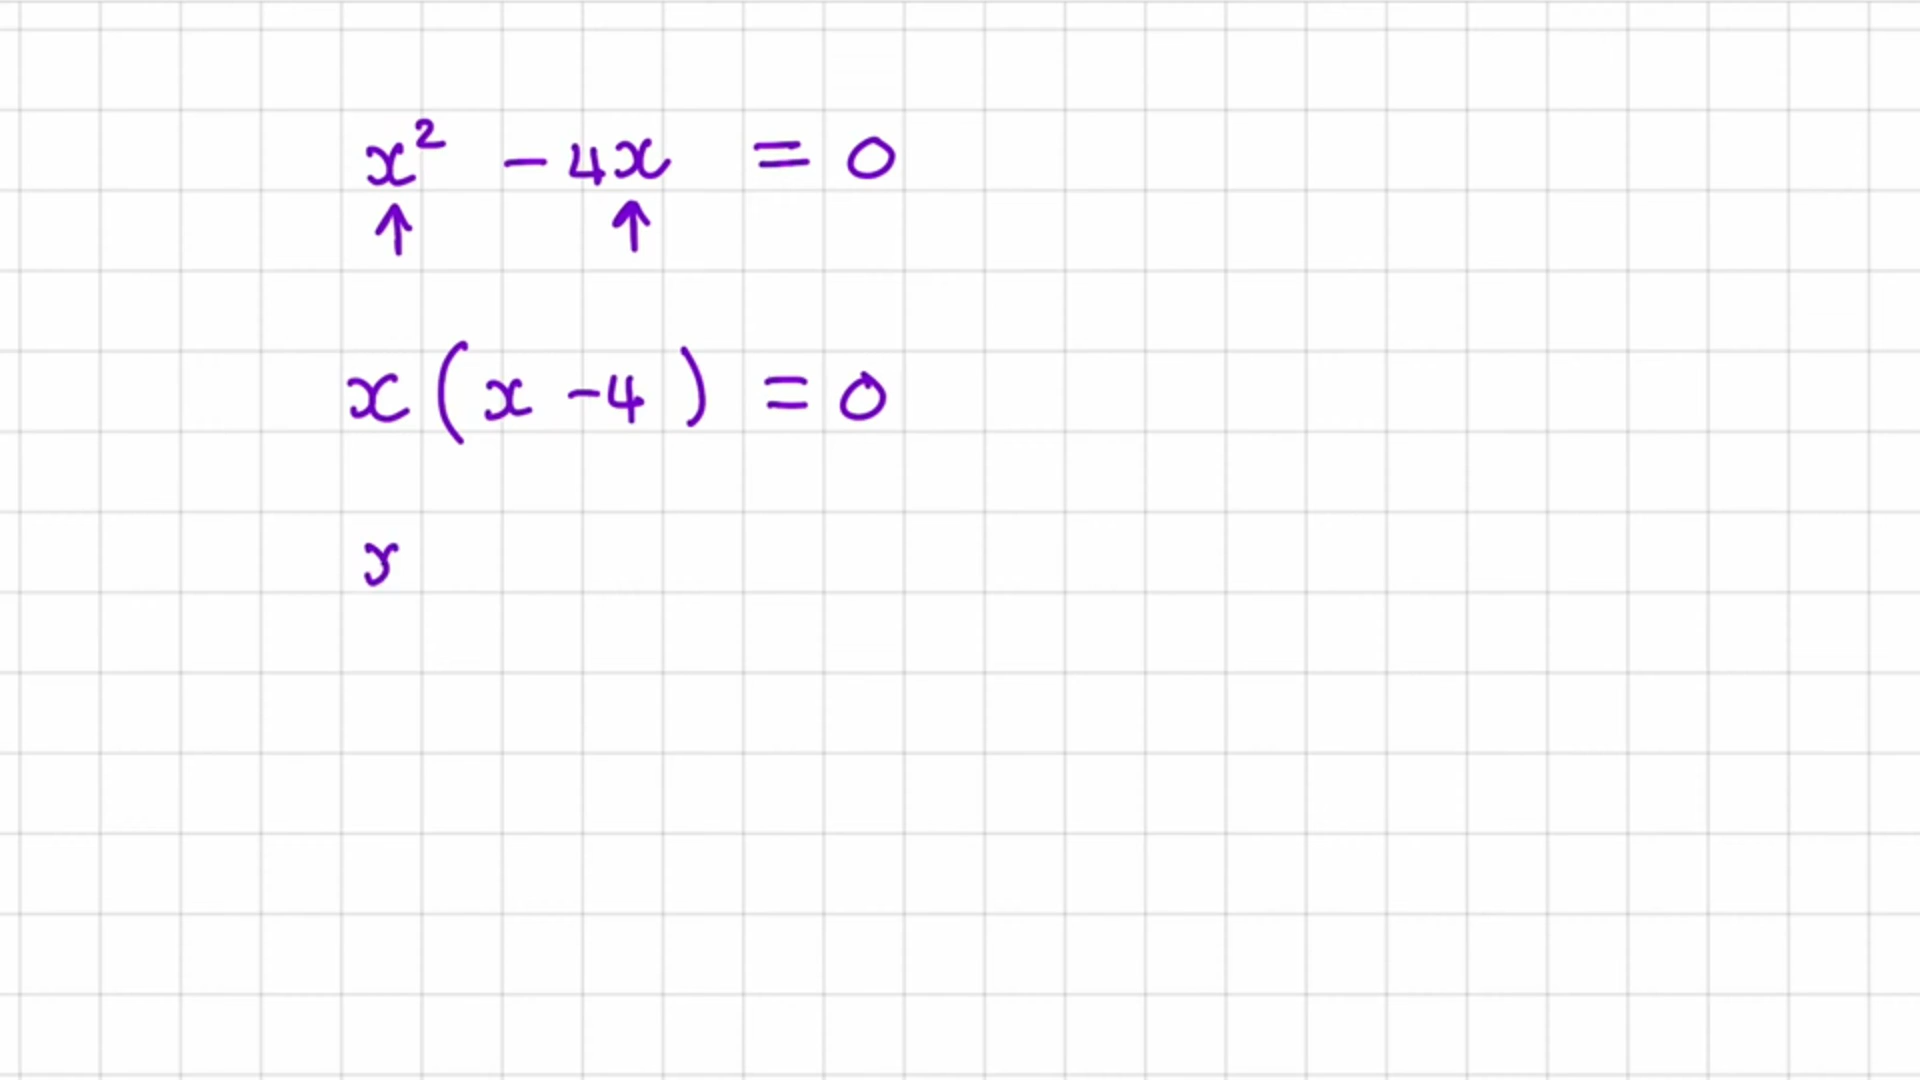 x² - 4x = 0
↑ ↑
x(x - 4) = 0